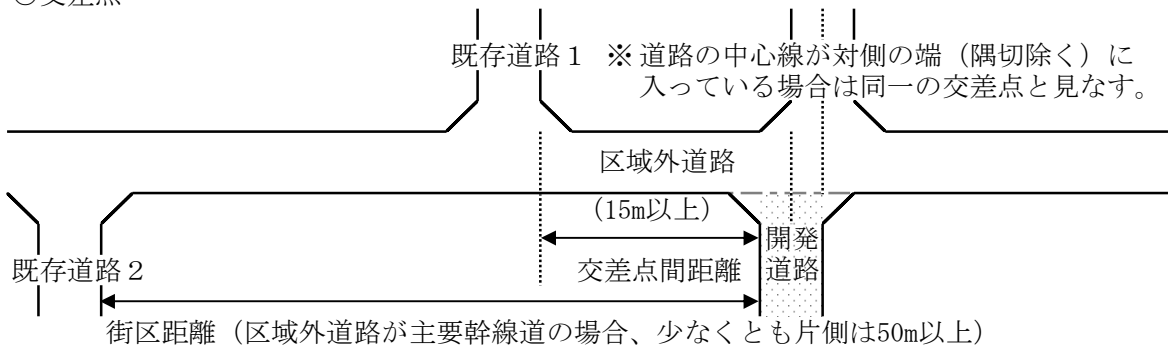 ○交差点
既存道路1 ※道路の中心線が対側の端(隅切除く)に
入っている場合は同一の交差点と見なす。
区域外道路
(15m以上)
開発
道路
交差点間距離
既存道路2
街区距離(区域外道路が主要幹線道の場合、少なくとも片側は50m以上)